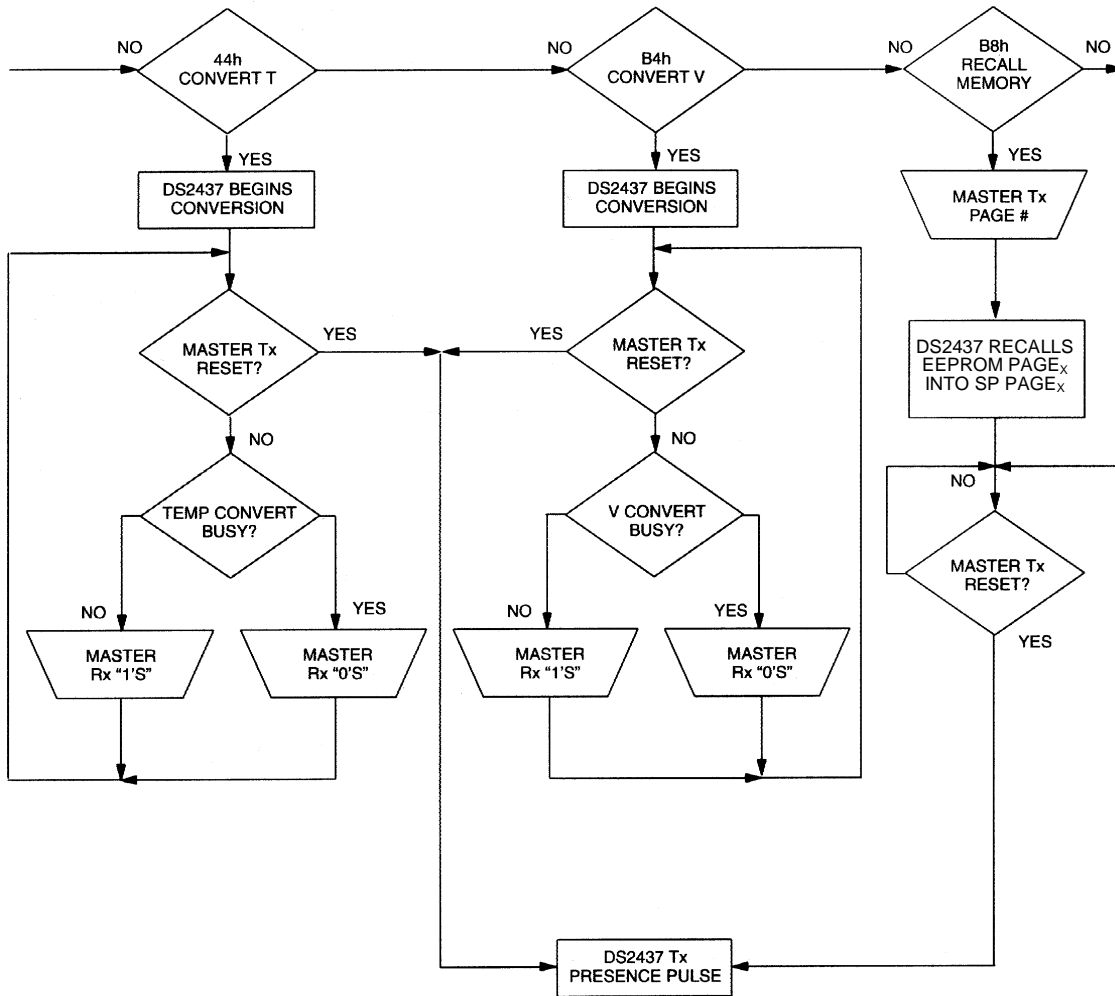 NO
44h
CONVERT T
NO
B4h
CONVERT V
NO
B8h
RECALL
MEMORY
NO
YES
YES
YES
DS2437 BEGINS
CONVERSION
DS2437 BEGINS
CONVERSION
MASTER Tx
PAGE #
MASTER Tx
RESET?
YES
YES
MASTER Tx
RESET?
DS2437 RECALLS
EEPROM PAGEX
INTO SP PAGEX
NO
NO
NO
TEMP CONVERT
BUSY?
V CONVERT
BUSY?
MASTER Tx
RESET?
NO
YES
NO
YES
YES
MASTER
Rx "1'S"
MASTER
Rx "0'S"
MASTER
Rx "1'S"
MASTER
Rx "0'S"
DS2437 Tx
PRESENCE PULSE